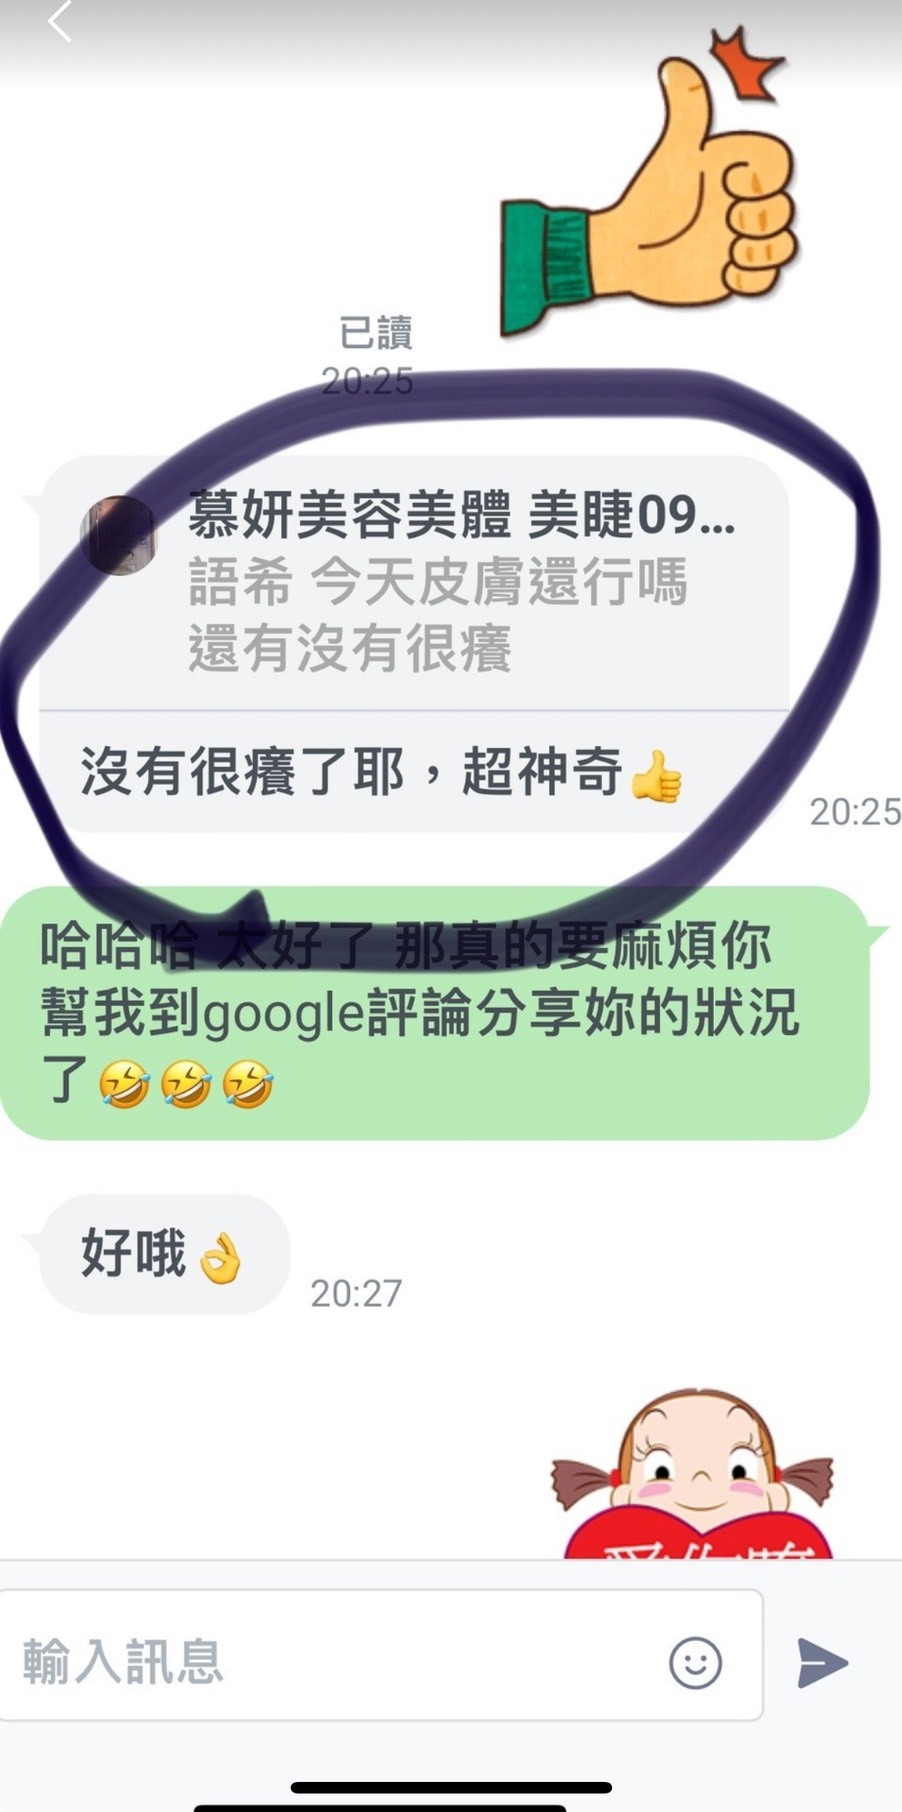 已讀
20:25
慕妍美容美體 美睫09...
語希 今天皮膚還行嗎
還有沒有很癢
沒有很癢了耶，超神奇👍
20:25
哈哈哈 太好了 那真的要麻煩你
幫我到google評論分享妳的狀況
了🤣🤣🤣
好哦👌
20:27
輸入訊息